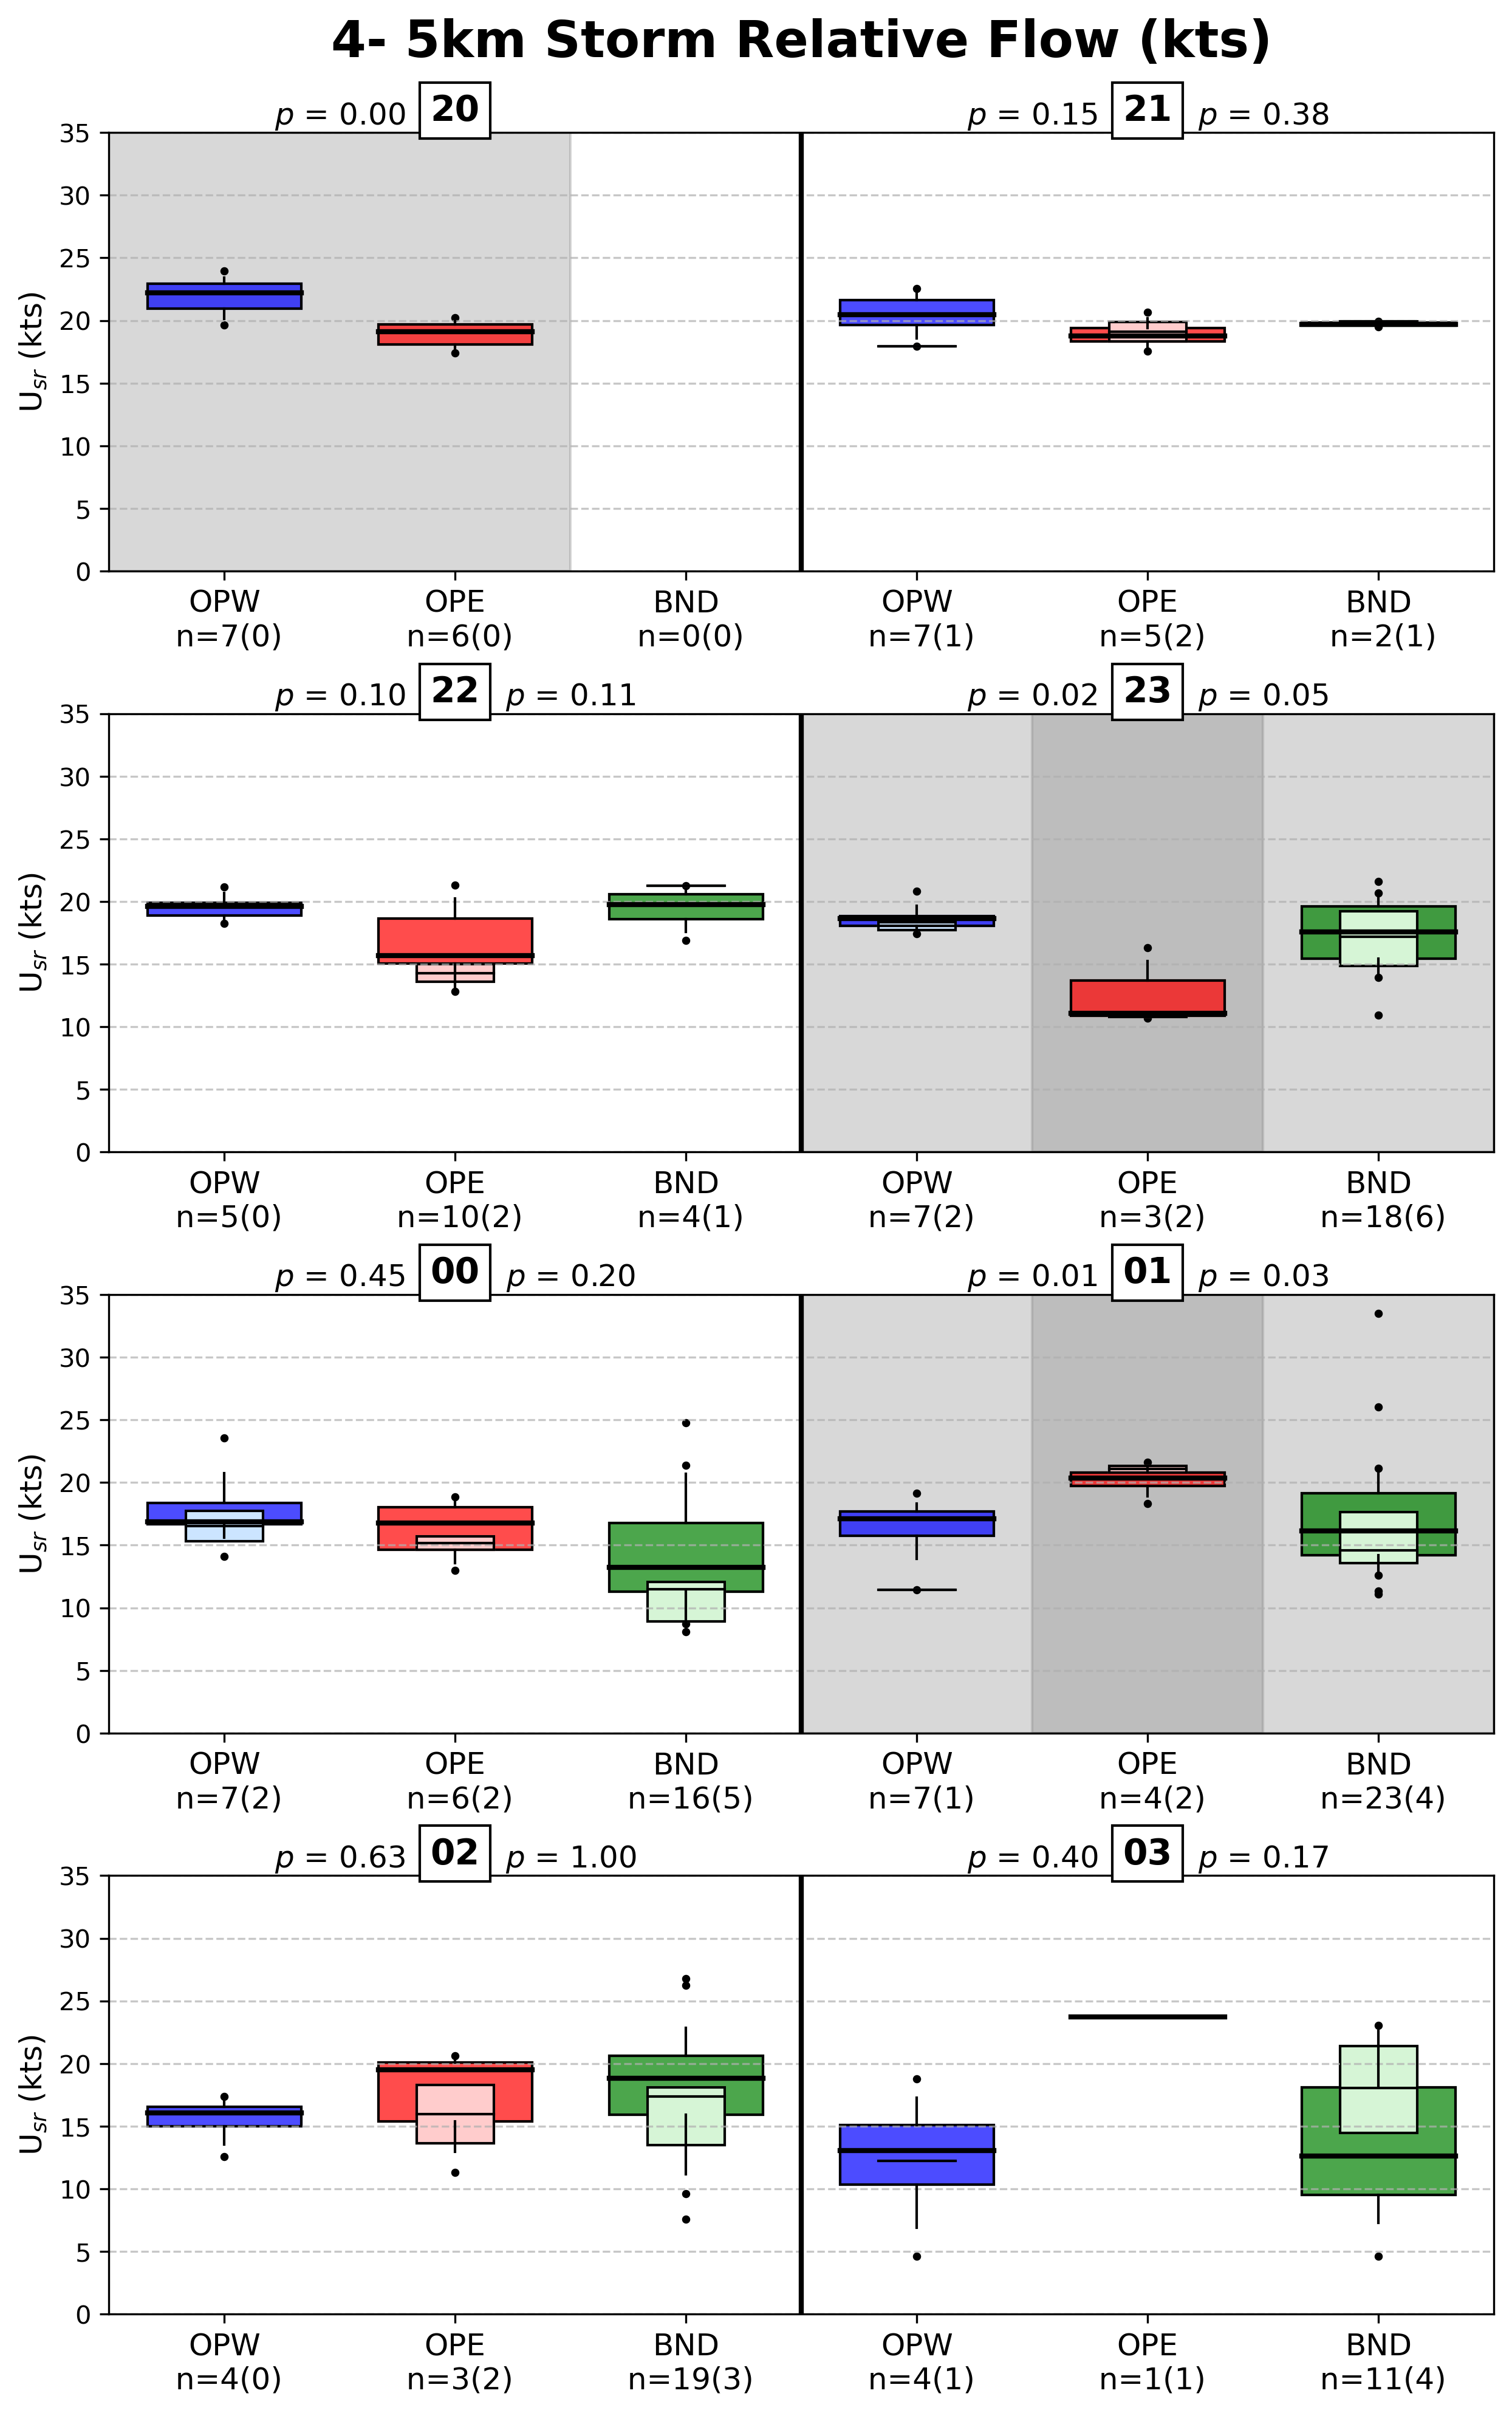 4- 5km Storm Relative Flow (kts)
p = 0.00 20
p = 0.15 21 p = 0.38
35
30
25
20
15
10
5
0
U_sr (kts)
OPW OPE BND OPW OPE BND
n=7(0) n=6(0) n=0(0) n=7(1) n=5(2) n=2(1)
p = 0.10 22 p = 0.11
p = 0.02 23 p = 0.05
35
30
25
20
15
10
5
0
U_sr (kts)
OPW OPE BND OPW OPE BND
n=5(0) n=10(2) n=4(1) n=7(2) n=3(2) n=18(6)
p = 0.45 00 p = 0.20
p = 0.01 01 p = 0.03
35
30
25
20
15
10
5
0
U_sr (kts)
OPW OPE BND OPW OPE BND
n=7(2) n=6(2) n=16(5) n=7(1) n=4(2) n=23(4)
p = 0.63 02 p = 1.00
p = 0.40 03 p = 0.17
35
30
25
20
15
10
5
0
U_sr (kts)
OPW OPE BND OPW OPE BND
n=4(0) n=3(2) n=19(3) n=4(1) n=1(1) n=11(4)